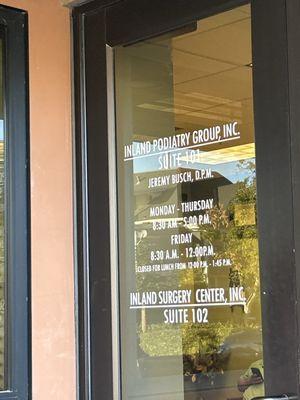 INLAND PODIATRY GROUP, INC.
SUITE 101
JEREMY BUSCH, D.P.M.
MONDAY - THURSDAY
8:30 AM - 5:00 P.M.
FRIDAY
8:30 A.M. - 12:00P.M.
CLOSED FOR LUNCH FROM 12:00 P.M. - 1:45 P.M.
INLAND SURGERY CENTER, INC.
SUITE 102